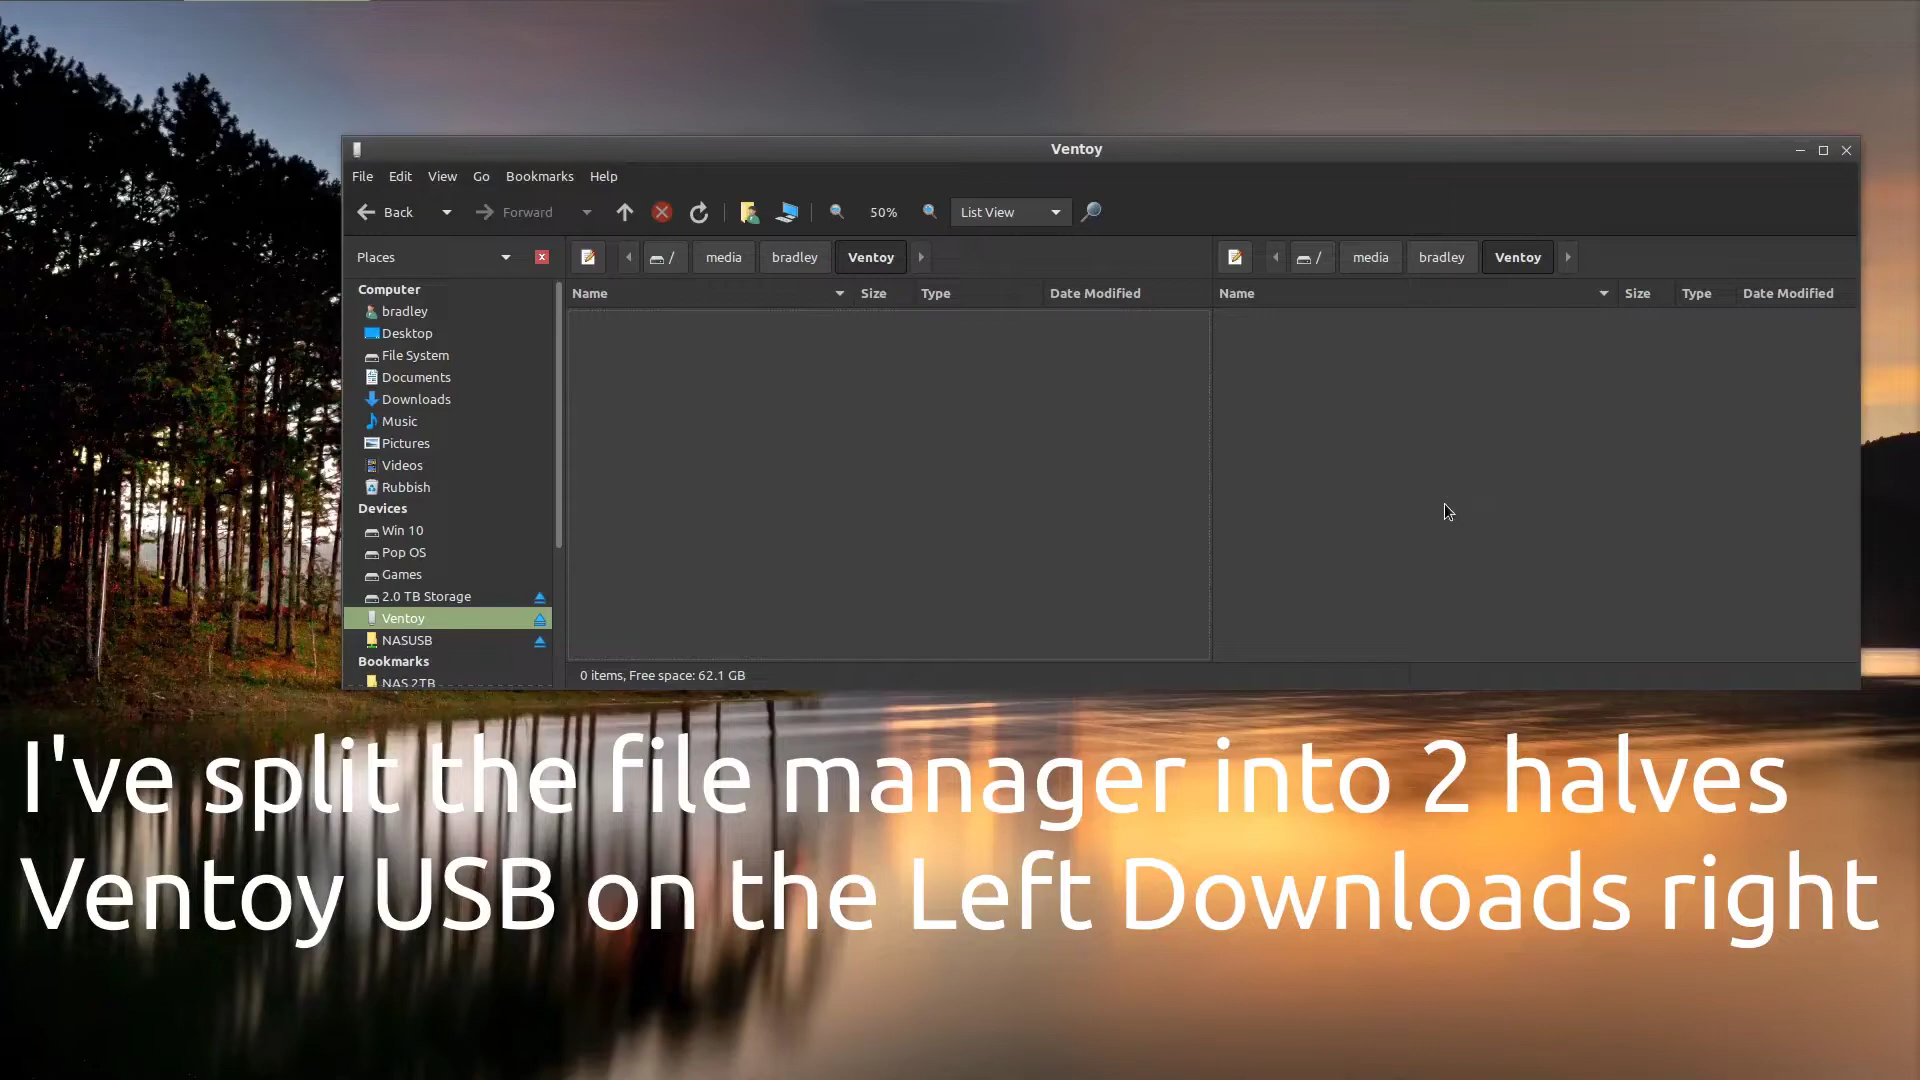 Ventoy
File Edit View Go Bookmarks Help
Back Forward 50% List View
Places / media bradley Ventoy / media bradley Ventoy
Name Size Type Date Modified Name Size Type Date Modified
Computer
bradley
Desktop
File System
Documents
Downloads
Music
Pictures
Videos
Rubbish
Devices
Win 10
Pop OS
Games
2.0 TB Storage
Ventoy
NASUSB
Bookmarks
NAS 2TB
0 items, Free space: 62.1 GB
I've split the file manager into 2 halves
Ventoy USB on the Left Downloads right